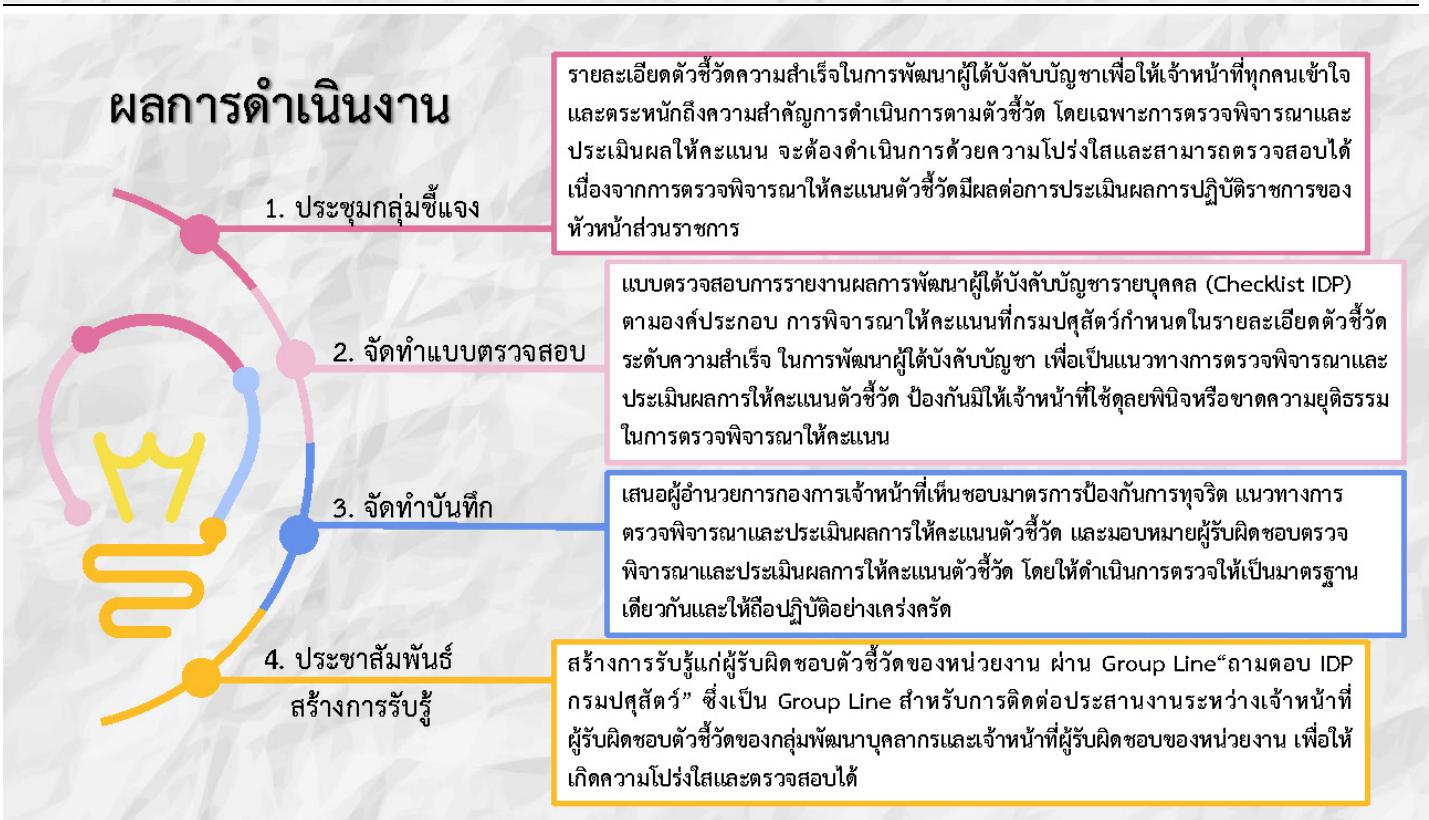 ผลการดำเนินงาน
1. ประชุมกลุ่มชี้แจง
รายละเอียดตัวชี้วัดความสำเร็จในการพัฒนาผู้ใต้บังคับบัญชาเพื่อให้เจ้าหน้าที่ทุกคนเข้าใจ
และตระหนักถึงความสำคัญการดำเนินการตามตัวชี้วัด โดยเฉพาะการตรวจพิจารณาและ
ประเมินผลให้คะแนน จะต้องดำเนินการด้วยความโปร่งใสและสามารถตรวจสอบได้
เนื่องจากการตรวจพิจารณาให้คะแนนตัวชี้วัดมีผลต่อการประเมินผลการปฏิบัติราชการของ
หัวหน้าส่วนราชการ
2. จัดทำแบบตรวจสอบ
แบบตรวจสอบการรายงานผลการพัฒนาผู้ใต้บังคับบัญชารายบุคคล (Checklist IDP)
ตามองค์ประกอบ การพิจารณาให้คะแนนที่กรมปศุสัตว์กำหนดในรายละเอียดตัวชี้วัด
ระดับความสำเร็จ ในการพัฒนาผู้ใต้บังคับบัญชา เพื่อเป็นแนวทางการตรวจพิจารณาและ
ประเมินผลการให้คะแนนตัวชี้วัด ป้องกันมิให้เจ้าหน้าที่ใช้ดุลยพินิจหรือขาดความยุติธรรม
ในการตรวจพิจารณาให้คะแนน
3. จัดทำบันทึก
เสนอผู้อำนวยการกองการเจ้าหน้าที่เห็นชอบมาตรการป้องกันการทุจริต แนวทางการ
ตรวจพิจารณาและประเมินผลการให้คะแนนตัวชี้วัด และมอบหมายผู้รับผิดชอบตรวจ
พิจารณาและประเมินผลการให้คะแนนตัวชี้วัด โดยให้ดำเนินการตรวจให้เป็นมาตรฐาน
เดียวกันและให้ถือปฏิบัติอย่างเคร่งครัด
4. ประชาสัมพันธ์
สร้างการรับรู้
สร้างการรับรู้แก่ผู้รับผิดชอบตัวชี้วัดของหน่วยงาน ผ่าน Group Line“ถามตอบ IDP
กรมปศุสัตว์” ซึ่งเป็น Group Line สำหรับการติดต่อประสานงานระหว่างเจ้าหน้าที่
ผู้รับผิดชอบตัวชี้วัดของกลุ่มพัฒนาบุคลากรและเจ้าหน้าที่ผู้รับผิดชอบของหน่วยงาน เพื่อให้
เกิดความโปร่งใสและตรวจสอบได้